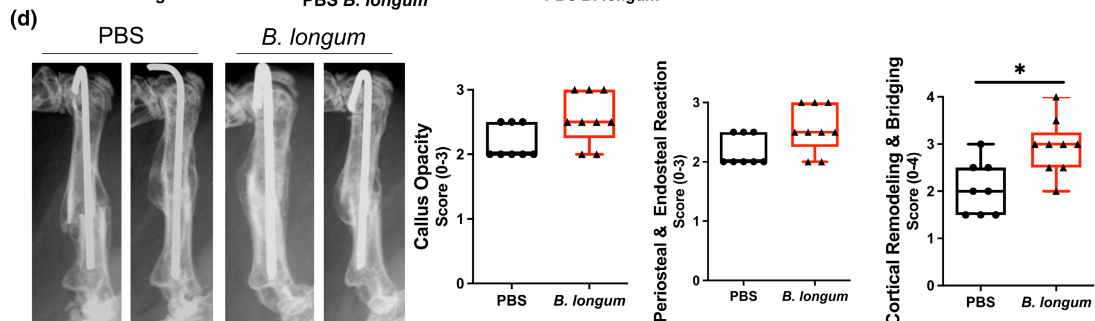 PBS B. longum
(d)
PBS
B. longum
Callus Opacity
Score (0-3)
3
2
1
0
PBS
B. longum
Periosteal & Endosteal Reaction
Score (0-3)
3
2
1
0
PBS
B. longum
Cortical Remodeling & Bridging
Score (0-4)
*
4
3
2
1
0
PBS
B. longum